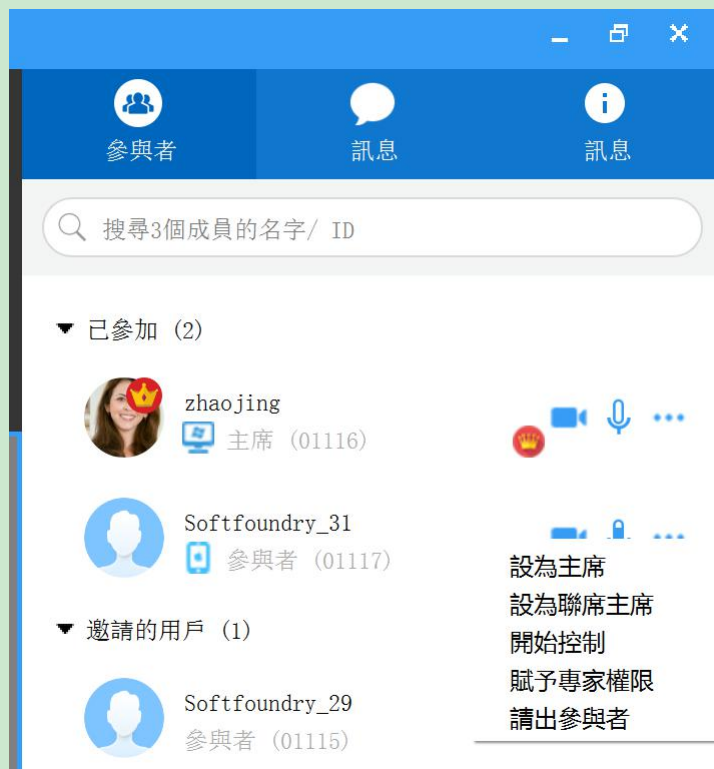 參與者
訊息
訊息
搜尋3個成員的名字/ ID
已參加 (2)
zhaojing
主席 (01116)
Softfoundry_31
參與者 (01117)
設為主席
設為聯席主席
開始控制
賦予專家權限
請出參與者
邀請的用戶 (1)
Softfoundry_29
參與者 (01115)